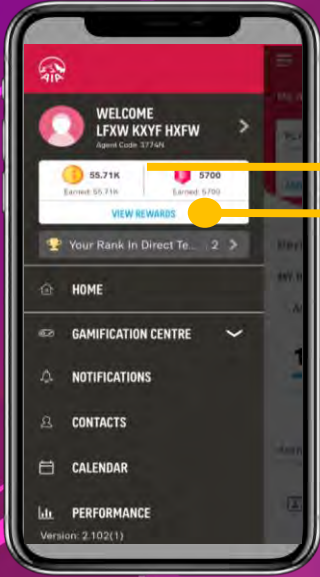 AIA
WELCOME
LFXW KXYF HXFW
Agent Code 3774N
55.71K 5700
Earned: 55.71K Earned: 5700
VIEW REWARDS
Your Rank In Direct Te... 2
HOME
GAMIFICATION CENTRE
NOTIFICATIONS
CONTACTS
CALENDAR
PERFORMANCE
Version: 2.102(1)